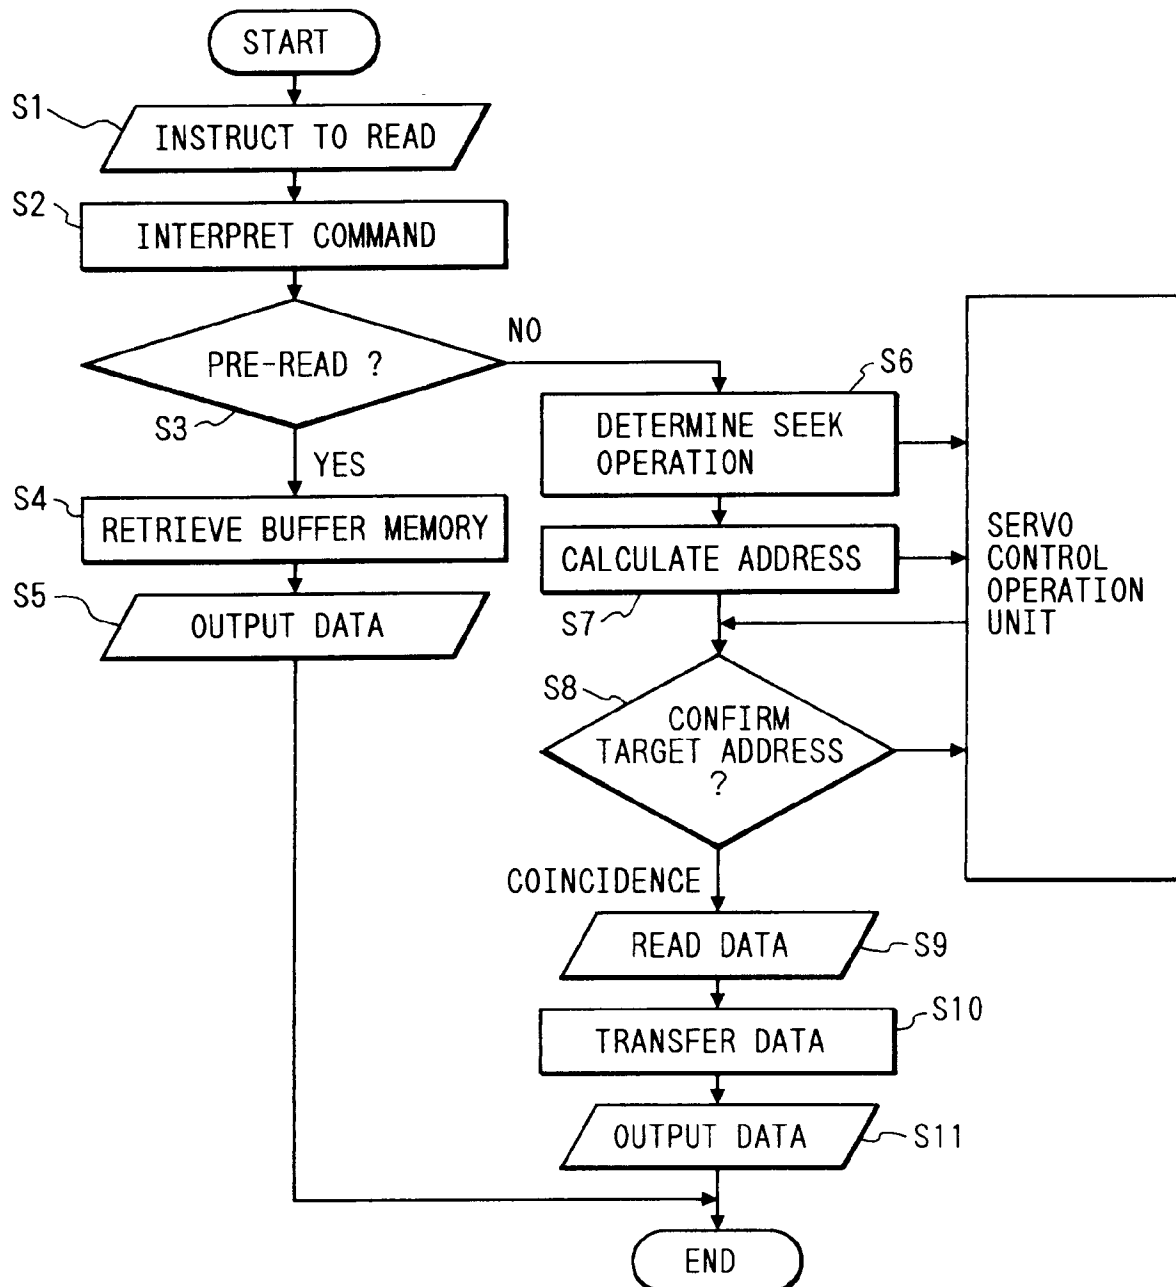 START
S1
INSTRUCT TO READ
S2
INTERPRET COMMAND
PRE-READ ?
NO
S3
YES
S4
RETRIEVE BUFFER MEMORY
S5
OUTPUT DATA
S6
DETERMINE SEEK
OPERATION
CALCULATE ADDRESS
S7
SERVO
CONTROL
OPERATION
UNIT
S8
CONFIRM
TARGET ADDRESS
?
COINCIDENCE
READ DATA
S9
TRANSFER DATA
S10
OUTPUT DATA
S11
END